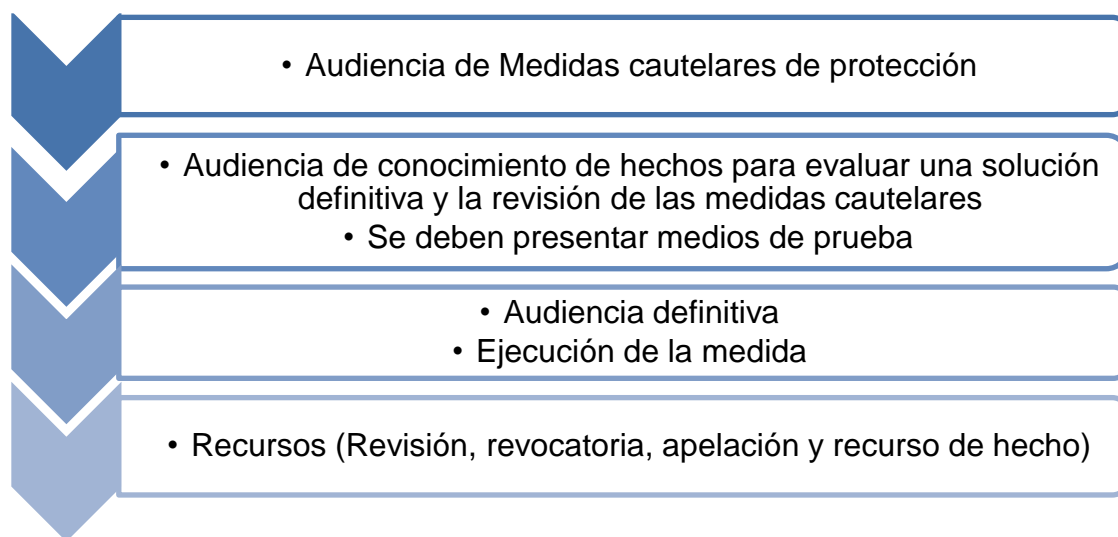 • Audiencia de Medidas cautelares de protección
• Audiencia de conocimiento de hechos para evaluar una solución
definitiva y la revisión de las medidas cautelares
• Se deben presentar medios de prueba
• Audiencia definitiva
• Ejecución de la medida
• Recursos (Revisión, revocatoria, apelación y recurso de hecho)